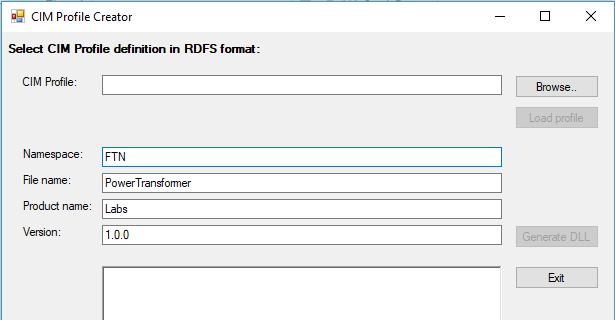 CIM Profile Creator
Select CIM Profile definition in RDFS format:
CIM Profile:
Browse..
Load profile
Namespace: FTN
File name: PowerTransformer
Product name: Labs
Version: 1.0.0
Generate DLL
Exit